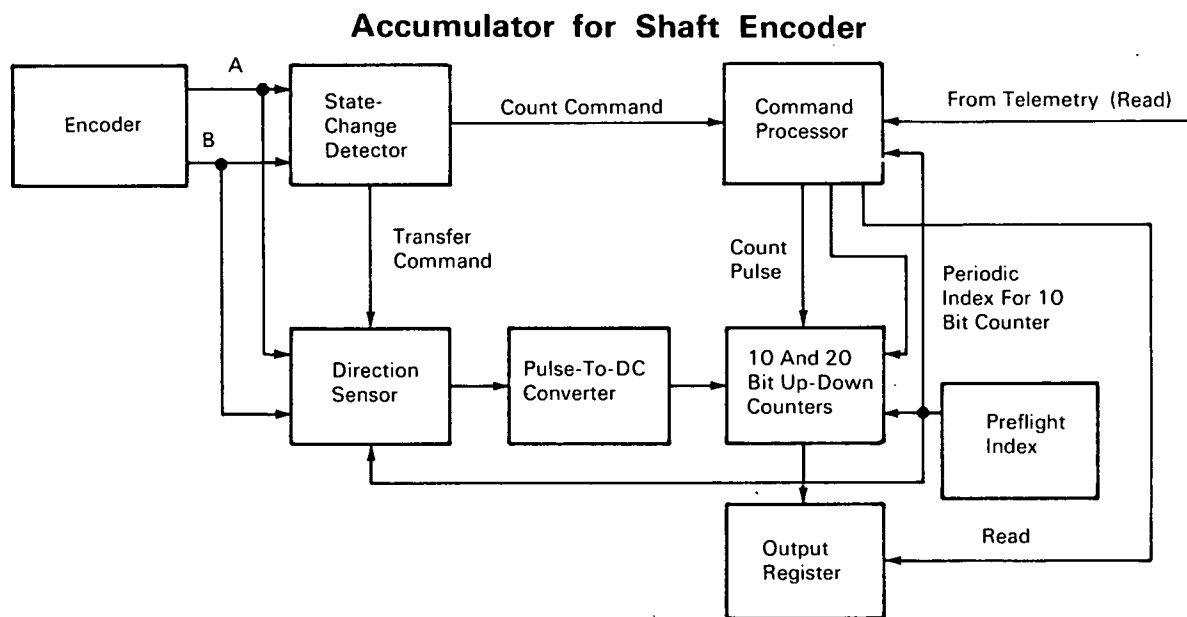 Accumulator for Shaft Encoder
A
B
Encoder
State-
Change
Detector
Count Command
Command
Processor
From Telemetry (Read)
Transfer
Command
Count
Pulse
Periodic
Index For 10
Bit Counter
Direction
Sensor
Pulse-To-DC
Converter
10 And 20
Bit Up-Down
Counters
Preflight
Index
Output
Register
Read